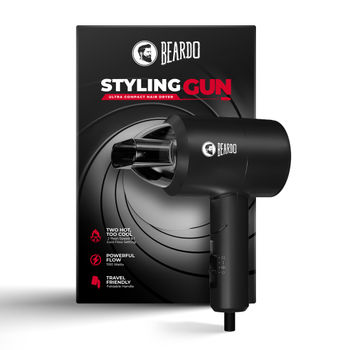 BEARDO
STYLING GUN
ULTRA-COMPACT HAIR DRYER
BEARDO
TWO HOT,
TOO COOL
POWERFUL
FLOW
TRAVEL
FRIENDLY
Foldable Handle